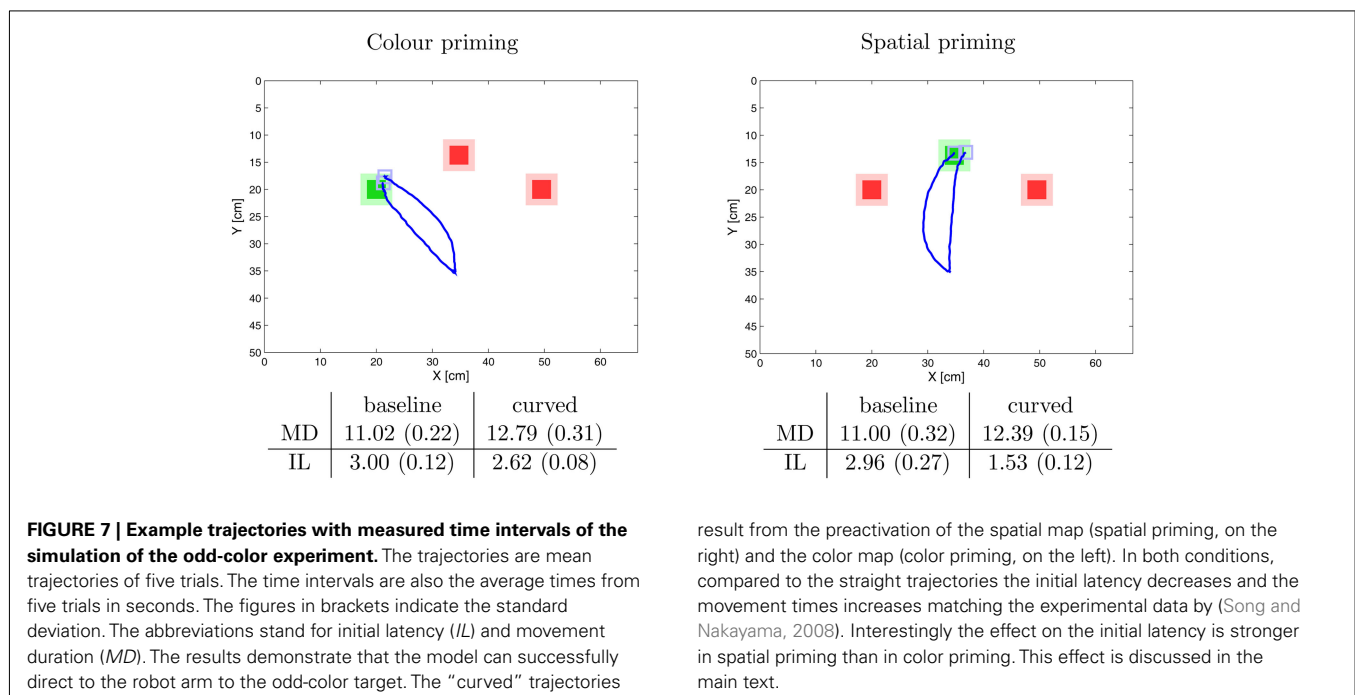 Colour priming
Spatial priming
0
5
10
15
20
25
30
35
40
45
50
Y [cm]
0 10 20 30 40 50 60
X [cm]
0
5
10
15
20
25
30
35
40
45
50
Y [cm]
0 10 20 30 40 50 60
X [cm]
baseline curved
MD 11.02 (0.22) 12.79 (0.31)
IL 3.00 (0.12) 2.62 (0.08)
baseline curved
MD 11.00 (0.32) 12.39 (0.15)
IL 2.96 (0.27) 1.53 (0.12)
FIGURE 7 | Example trajectories with measured time intervals of the
simulation of the odd-color experiment. The trajectories are mean
trajectories of five trials. The time intervals are also the average times from
five trials in seconds. The figures in brackets indicate the standard
deviation. The abbreviations stand for initial latency (IL) and movement
duration (MD). The results demonstrate that the model can successfully
direct to the robot arm to the odd-color target. The “curved” trajectories
result from the preactivation of the spatial map (spatial priming, on the
right) and the color map (color priming, on the left). In both conditions,
compared to the straight trajectories the initial latency decreases and the
movement times increases matching the experimental data by (Song and
Nakayama, 2008). Interestingly the effect on the initial latency is stronger
in spatial priming than in color priming. This effect is discussed in the
main text.